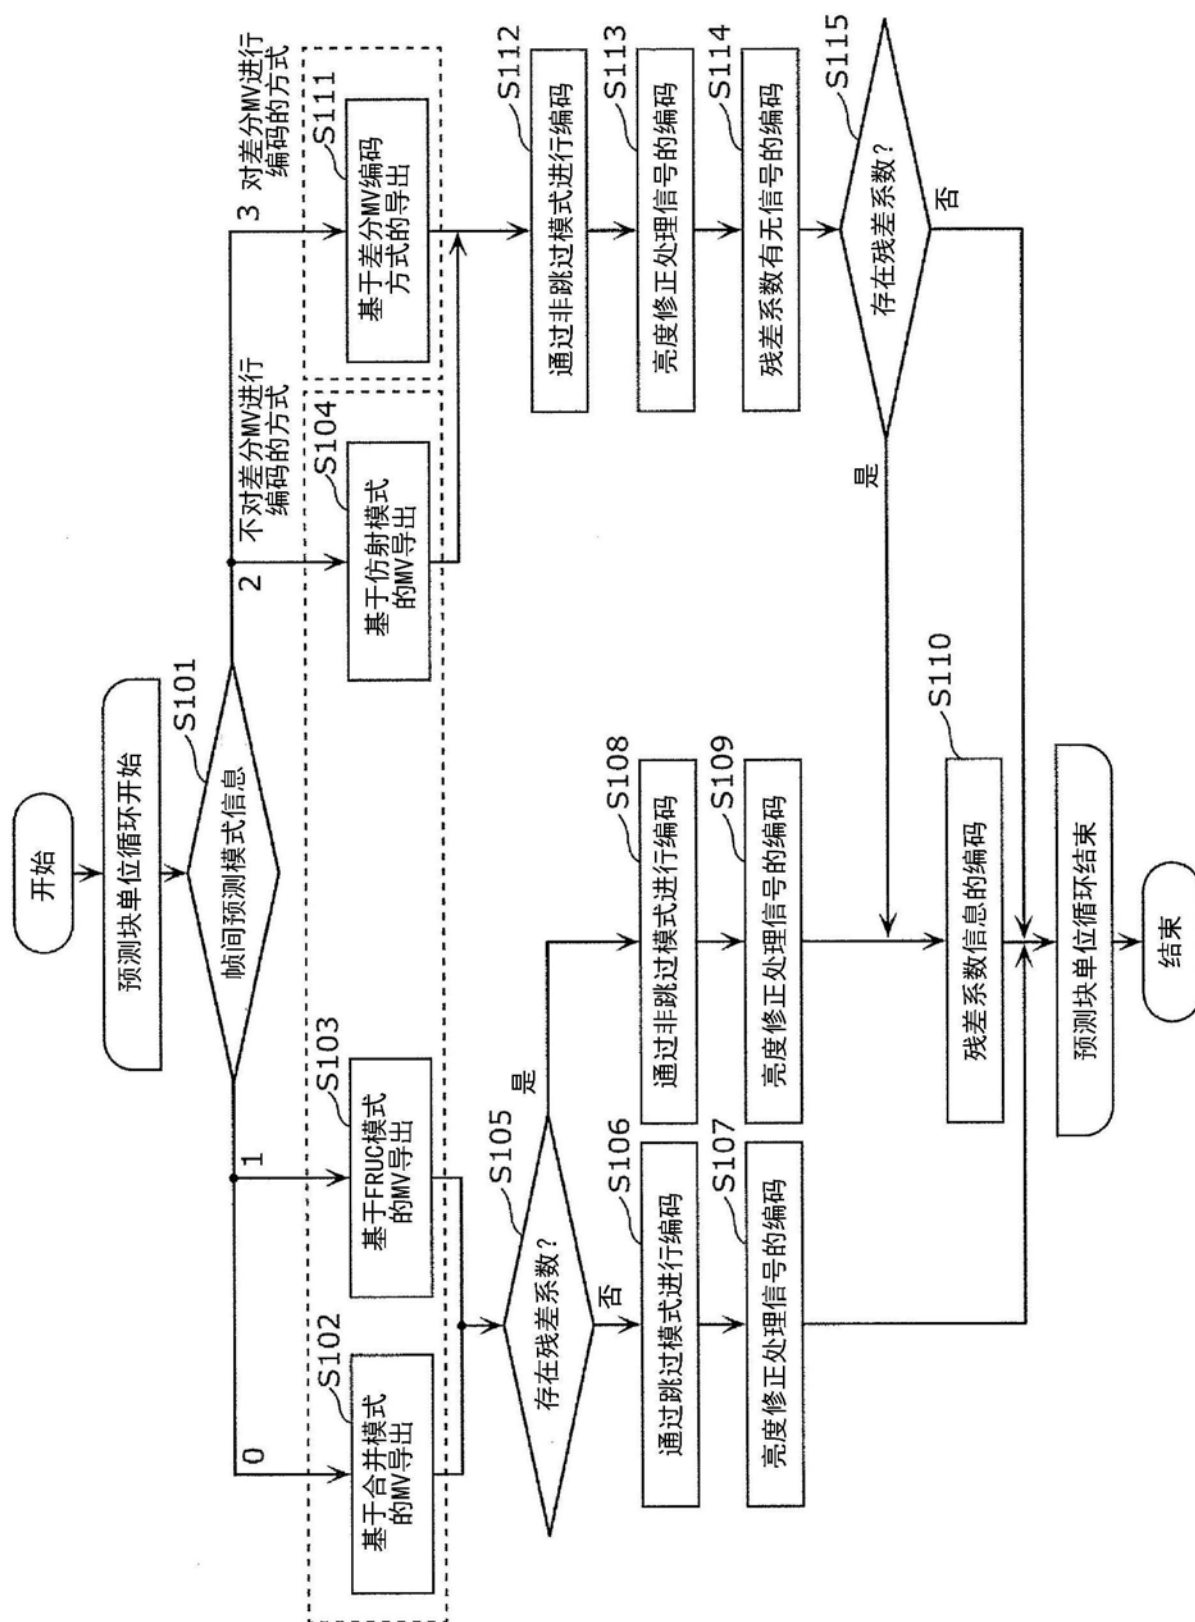 开始
预测块单位循环开始
S101
帧间预测模式信息
0
1
2
3
不对差分MV进行
编码的方式
对差分MV进行
编码的方式
S102
基于合并模式
的MV导出
S103
基于FRUC模式
的MV导出
S104
基于仿射模式
的MV导出
S111
基于差分MV编码
方式的导出
S105
存在残差系数?
否
是
S106
通过跳过模式进行编码
S107
亮度修正处理信号的编码
S108
通过非跳过模式进行编码
S109
亮度修正处理信号的编码
S112
通过非跳过模式进行编码
S113
亮度修正处理信号的编码
S114
残差系数有无信号的编码
S115
存在残差系数?
是
否
S110
残差系数信息的编码
预测块单位循环结束
结束